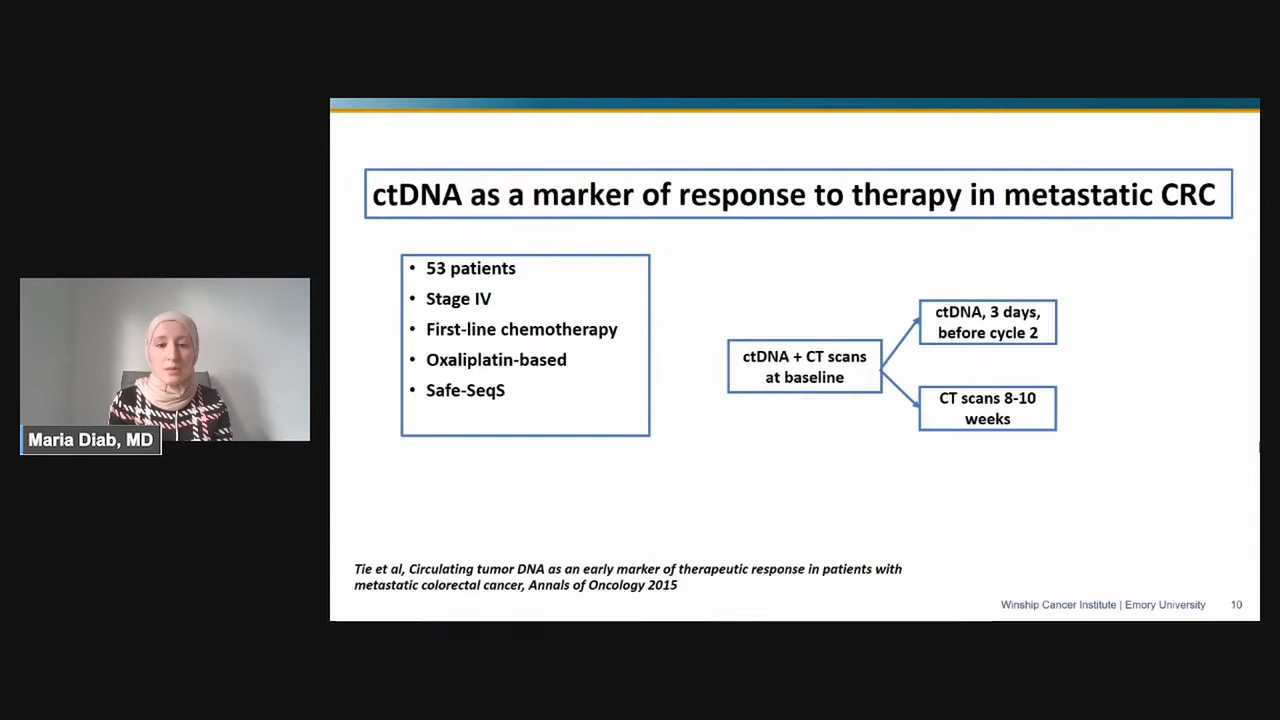 ctDNA as a marker of response to therapy in metastatic CRC
• 53 patients
• Stage IV
• First-line chemotherapy
• Oxaliplatin-based
• Safe-SeqS
ctDNA + CT scans
at baseline
ctDNA, 3 days,
before cycle 2
CT scans 8-10
weeks
Maria Diab, MD
Tie et al, Circulating tumor DNA as an early marker of therapeutic response in patients with
metastatic colorectal cancer, Annals of Oncology 2015
Winship Cancer Institute | Emory University 10